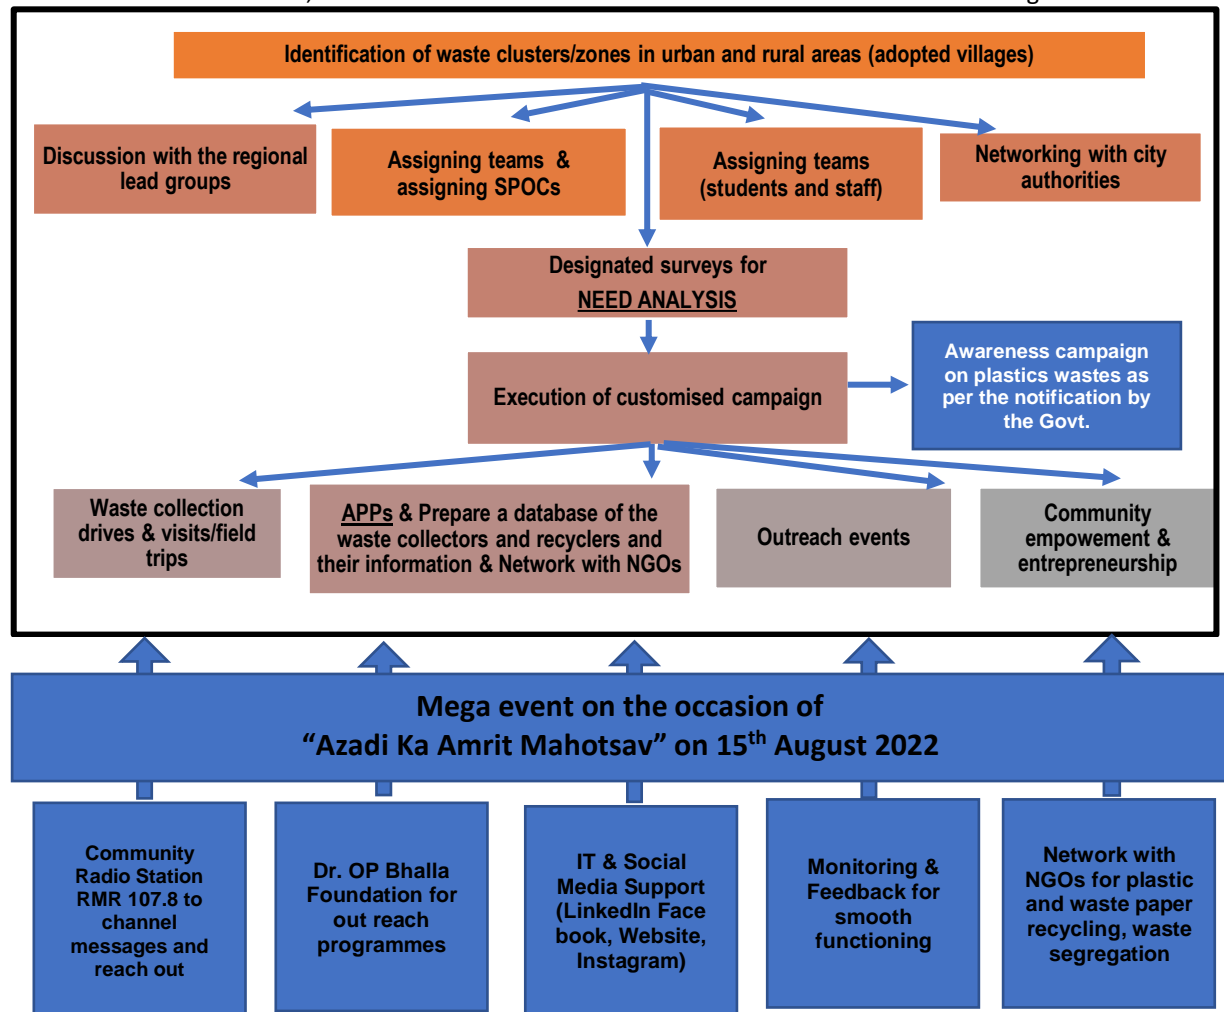 Identification of waste clusters/zones in urban and rural areas (adopted villages)
Discussion with the regional
lead groups
Assigning teams &
assigning SPOCs
Assigning teams
(students and staff)
Networking with city
authorities
Designated surveys for
NEED ANALYSIS
Execution of customised campaign
Awareness campaign
on plastics wastes as
per the notification by
the Govt.
Waste collection
drives & visits/field
trips
APPs & Prepare a database of the
waste collectors and recyclers and
their information & Network with NGOs
Outreach events
Community
empowement &
entrepreneurship
Mega event on the occasion of
“Azadi Ka Amrit Mahotsav” on 15th August 2022
Community
Radio Station
RMR 107.8 to
channel
messages and
reach out
Dr. OP Bhalla
Foundation for
out reach
programmes
IT & Social
Media Support
(LinkedIn Face
book, Website,
Instagram)
Monitoring &
Feedback for
smooth
functioning
Network with
NGOs for plastic
and waste paper
recycling, waste
segregation